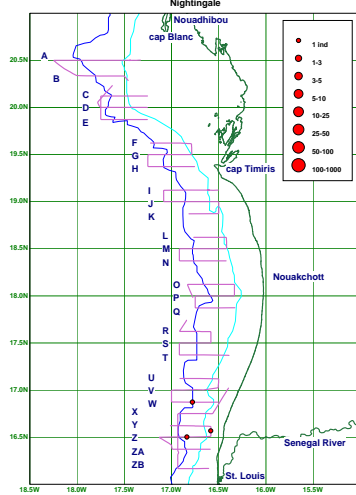 Nightingale
Nouadhibou
cap Blanc
1 ind
1-3
3-5
5-10
10-25
25-50
50-100
100-1000
20.5N
20.0N
19.5N
19.0N
18.5N
18.0N
17.5N
17.0N
16.5N
A
B
C
D
E
F
G
H
I
J
K
L
M
N
O
P
Q
R
S
T
U
V
W
X
Y
Z
ZA
ZB
cap Timiris
Nouakchott
Senegal River
St. Louis
18.5W
18.0W
17.5W
17.0W
16.5W
16.0W
15.5W